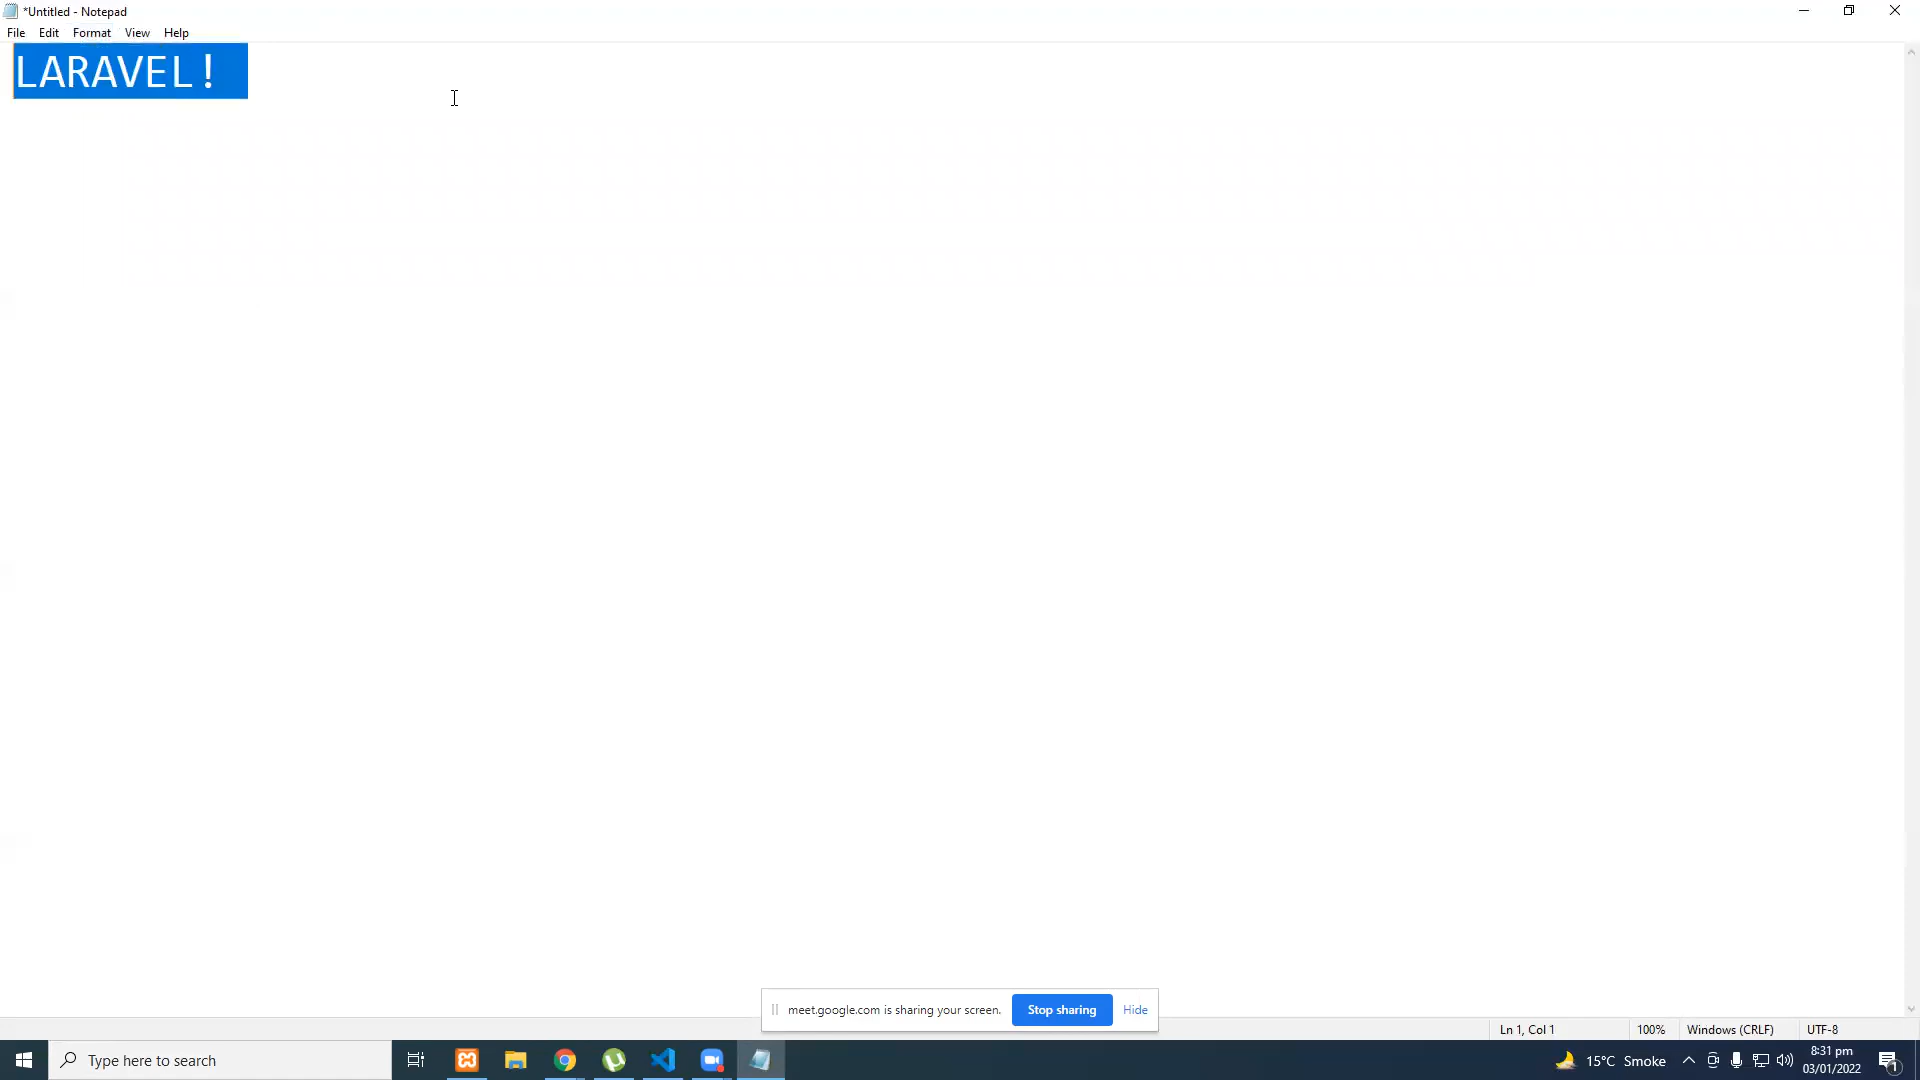 *Untitled - Notepad
File Edit Format View Help
LARAVEL!
meet.google.com is sharing your screen. Stop sharing Hide
Ln 1, Col 1 100% Windows (CRLF) UTF-8
Type here to search
15°C Smoke
8:31 pm
03/01/2022
1